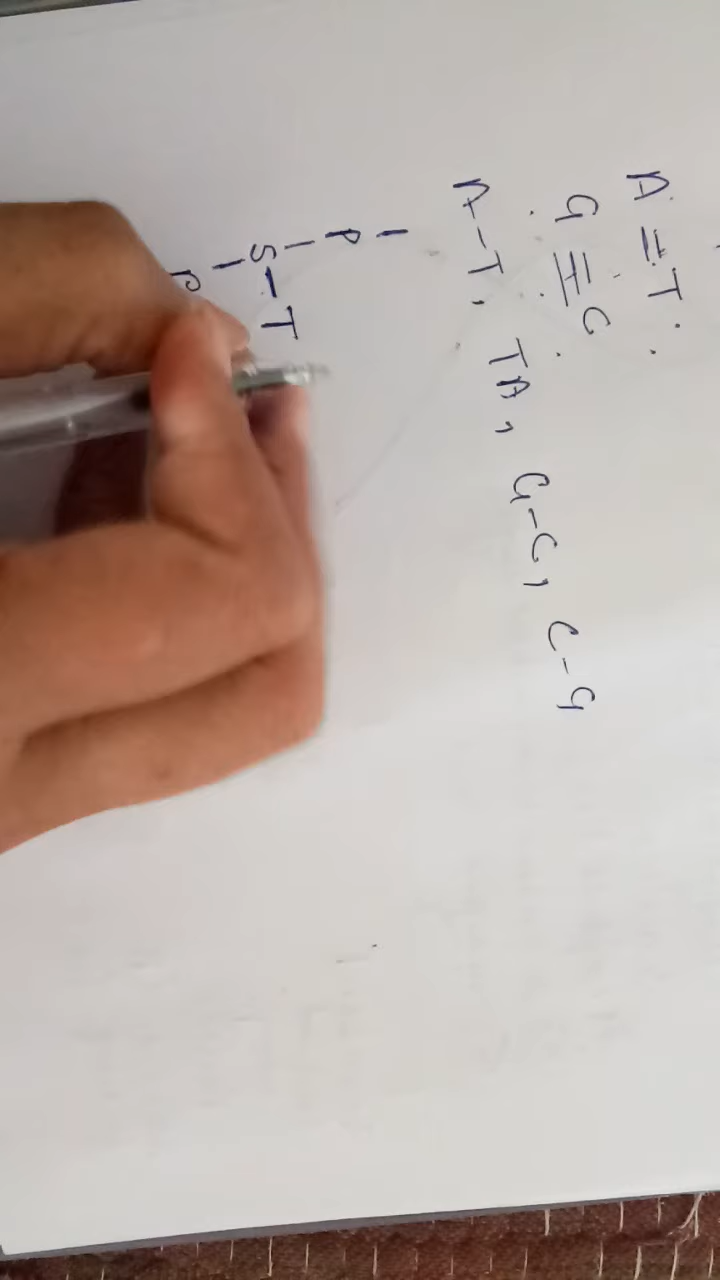 A = T
G ≡ C
A-T, TA, G-C, C-G
P
S-T
P